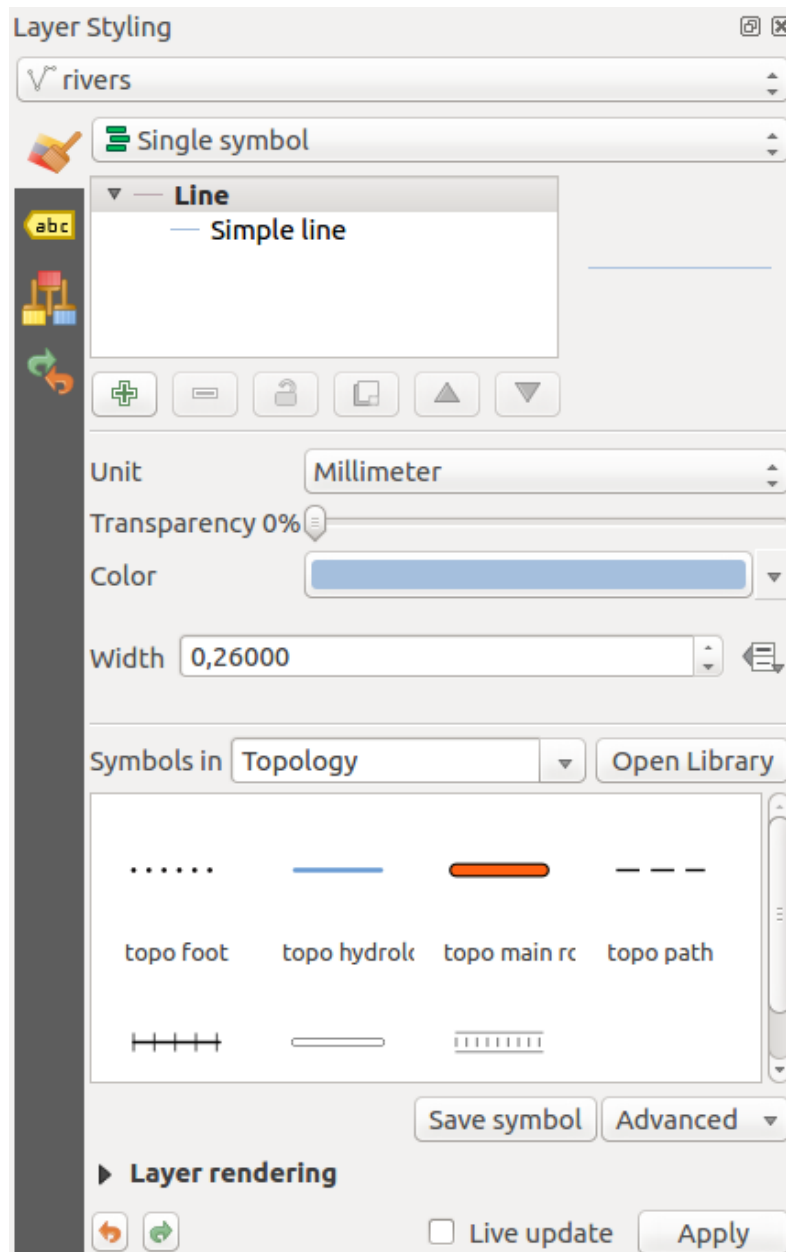 Layer Styling
rivers
Single symbol
Line
Simple line
abc
Unit Millimeter
Transparency 0%
Color
Width 0,26000
Symbols in Topology Open Library
topo foot topo hydrolo topo main ro topo path
Save symbol Advanced
Layer rendering
Live update Apply